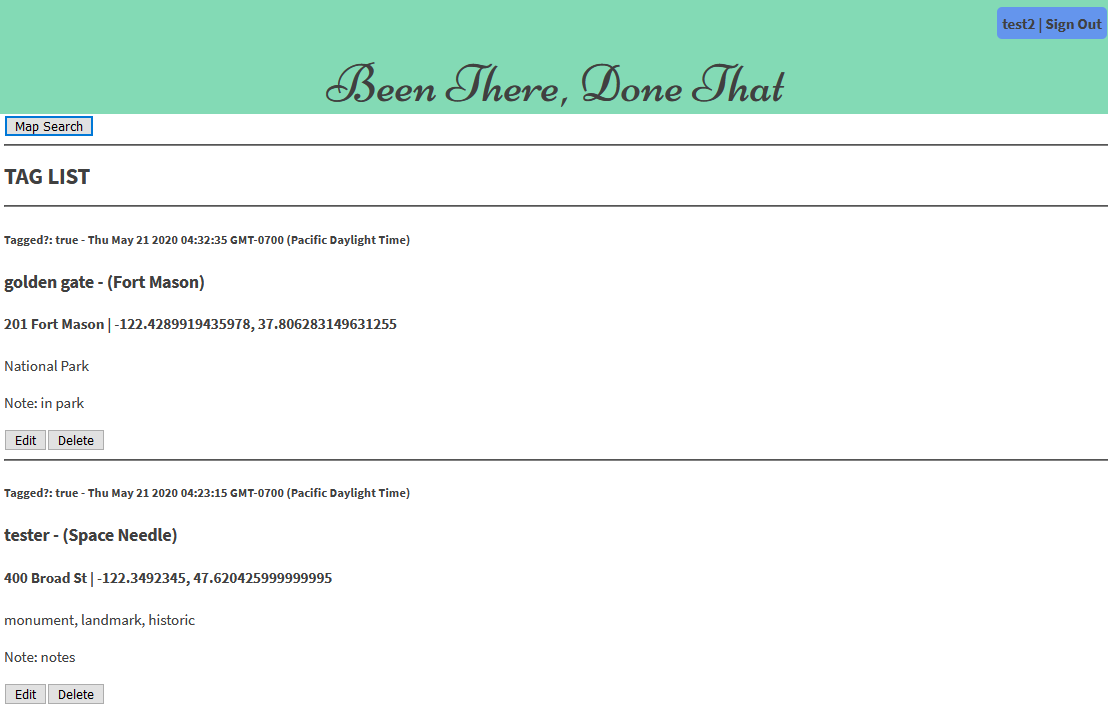 test2 | Sign Out
Been There, Done That
Map Search
TAG LIST
Tagged?: true - Thu May 21 2020 04:32:35 GMT-0700 (Pacific Daylight Time)
golden gate - (Fort Mason)
201 Fort Mason | -122.4289919435978, 37.806283149631255
National Park
Note: in park
Edit Delete
Tagged?: true - Thu May 21 2020 04:23:15 GMT-0700 (Pacific Daylight Time)
tester - (Space Needle)
400 Broad St | -122.3492345, 47.620425999999995
monument, landmark, historic
Note: notes
Edit Delete